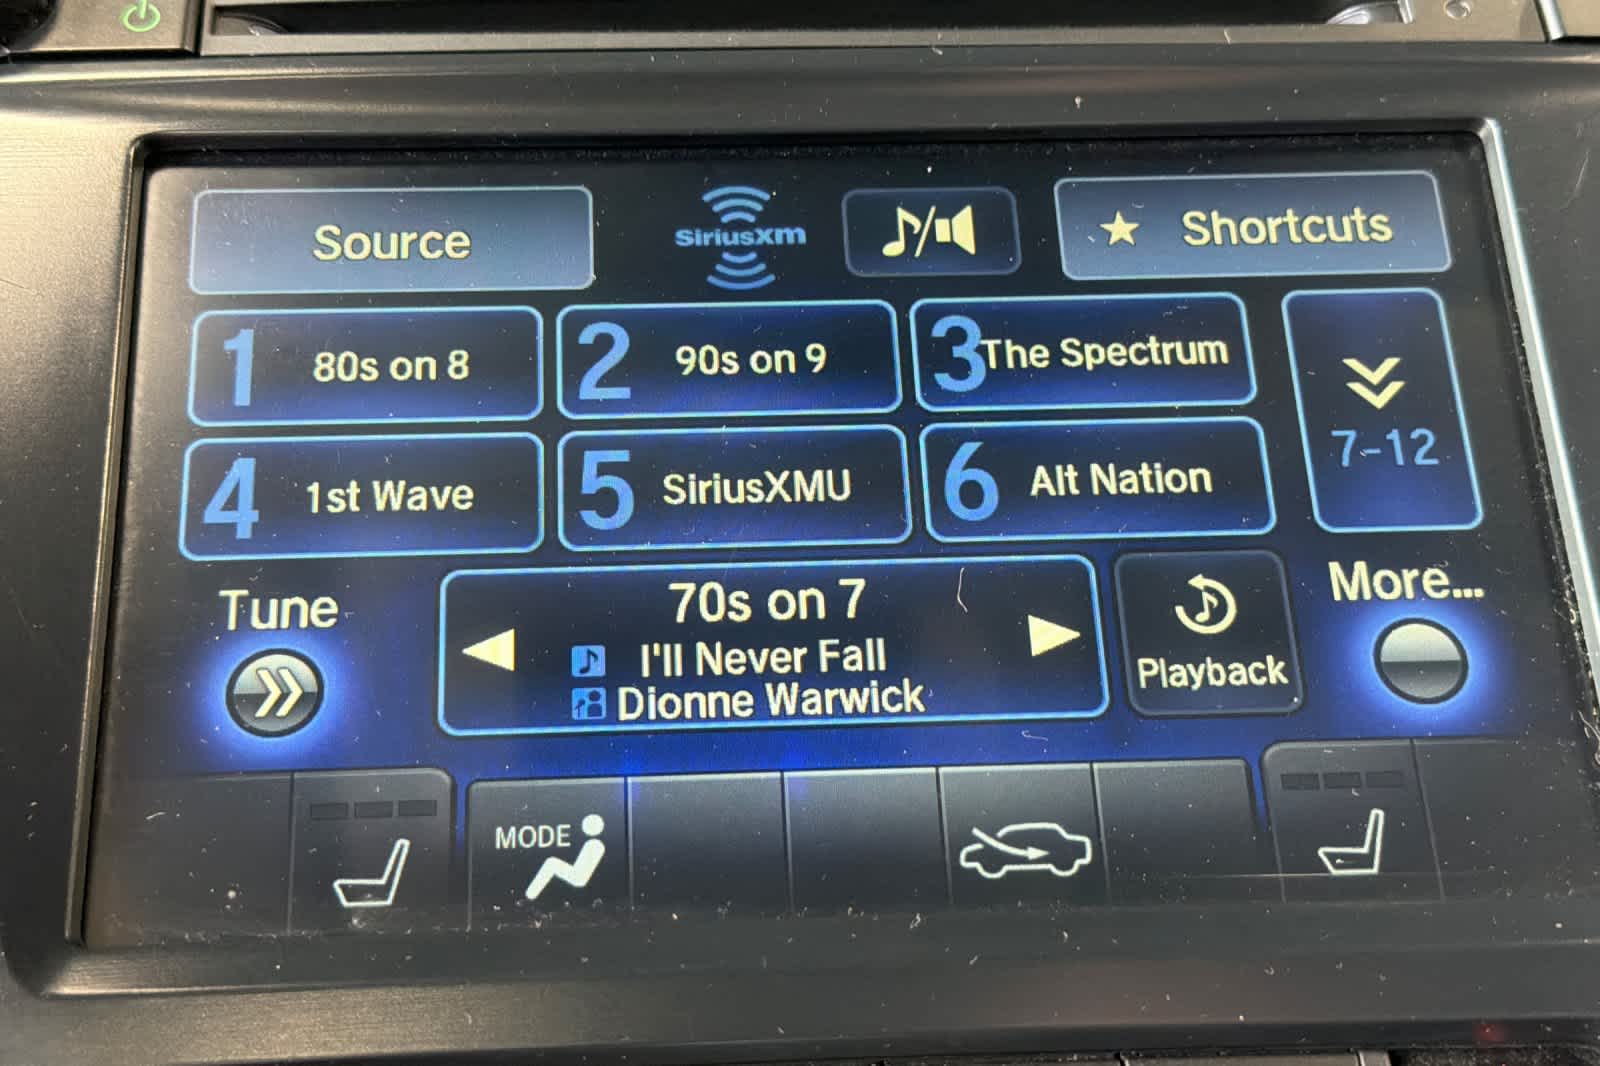 Source
SiriusXm
Shortcuts
1 80s on 8
2 90s on 9
3 The Spectrum
7-12
4 1st Wave
5 SiriusXMU
6 Alt Nation
Tune
70s on 7
I'll Never Fall
Dionne Warwick
Playback
More...
MODE